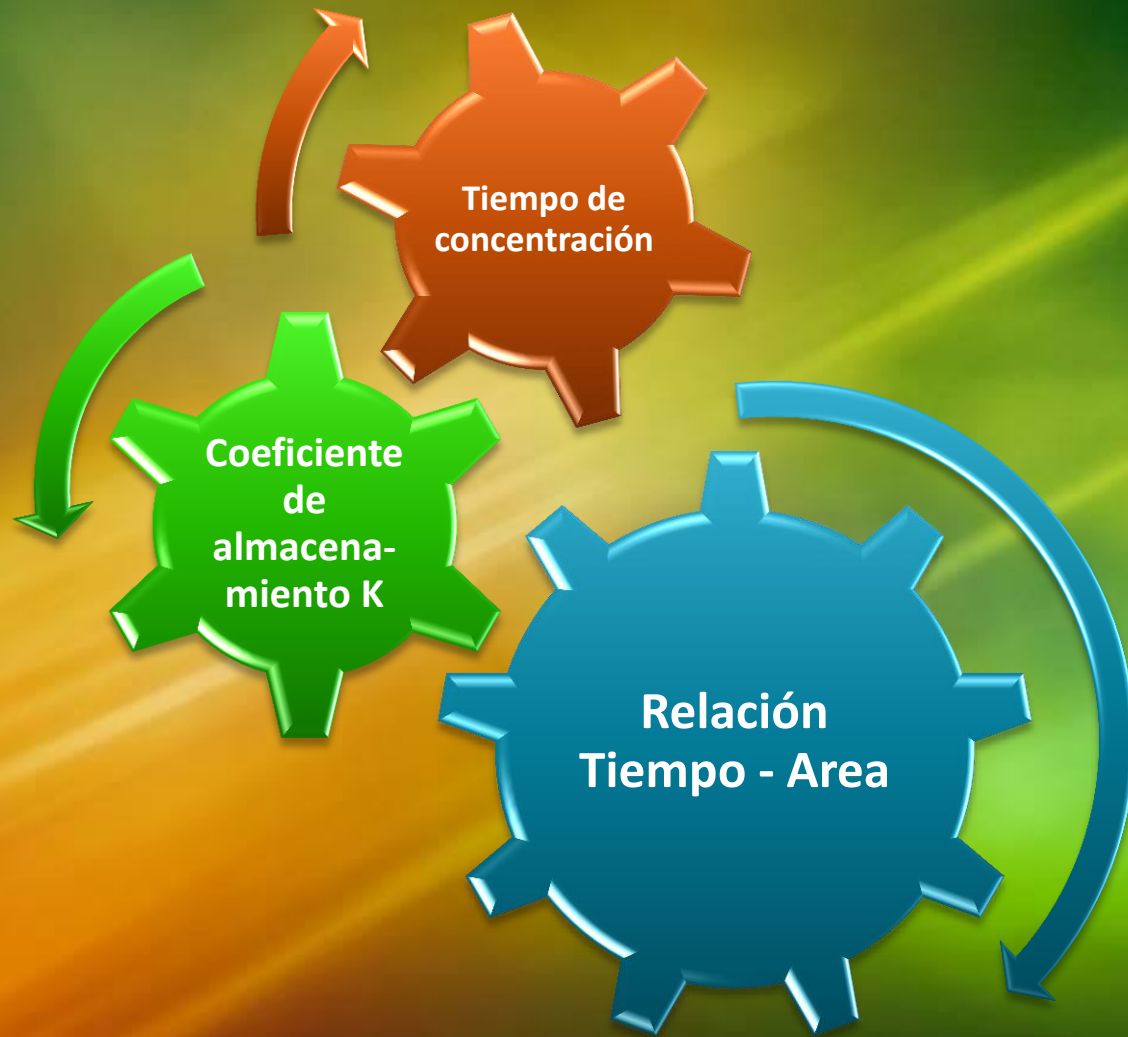 Tiempo de
concentración
Coeficiente
de
almacena-
miento K
Relación
Tiempo - Area